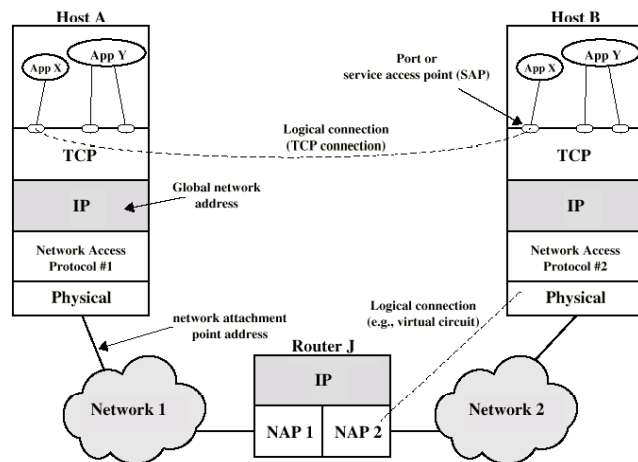 Host A
App X
App Y
TCP
IP
Network Access
Protocol #1
Physical
Global network
address
network attachment
point address
Logical connection
(TCP connection)
Port or
service access point (SAP)
Host B
App X
App Y
TCP
IP
Network Access
Protocol #2
Physical
Logical connection
(e.g., virtual circuit)
Router J
IP
NAP 1
NAP 2
Network 1
Network 2